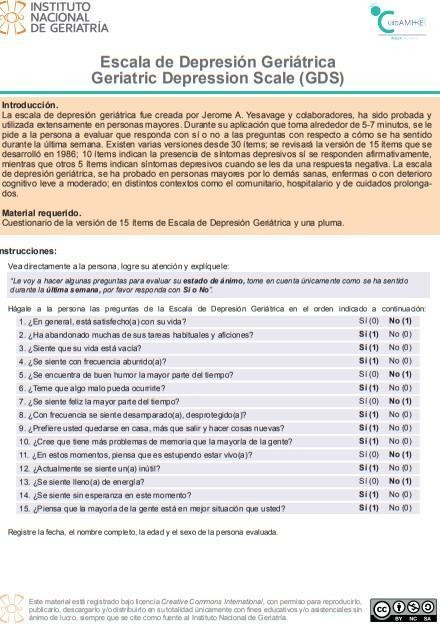 INSTITUTO
NACIONAL
DE GERIATRÍA
Escala de Depresión Geriátrica
Geriatric Depression Scale (GDS)
Introducción.
La escala de depresión geriátrica fue creada por Jerome A. Yesavage y colaboradores, ha sido probada y
utilizada extensamente en personas mayores. Durante su aplicación que toma alrededor de 5-7 minutos, se le
pide a la persona a evaluar que responda con sí o no a las preguntas con respecto a cómo se ha sentido
durante la última semana. Existen varias versiones desde 30 ítems; se revisará la versión de 15 ítems que se
desarrolló en 1986; 10 ítems indican la presencia de síntomas depresivos si se responden afirmativamente,
mientras que otros 5 ítems indican síntomas depresivos cuando se les da una respuesta negativa. La escala
de depresión geriátrica, se ha probado en personas mayores por lo demás sanas, enfermas o con deterioro
cognitivo leve a moderado; en distintos contextos como el comunitario, hospitalario y de cuidados prolonga-
dos.
Material requerido.
Cuestionario de la versión de 15 ítems de Escala de Depresión Geriátrica y una pluma.
nstrucciones:
Vea directamente a la persona, logre su atención y explíquele:
"Le voy a hacer algunas preguntas para evaluar su estado de ánimo, tome en cuenta únicamente como se ha sentido
durante la última semana, por favor responda con Sí o No".
Hágale a la persona las preguntas de la Escala de Depresión Geriátrica en el orden indicado a continuación:
1. ¿En general, está satisfecho(a) con su vida? Sí (0) No (1)
2. ¿Ha abandonado muchas de sus tareas habituales y aficiones? Sí (1) No (0)
3. ¿Siente que su vida está vacía? Sí (1) No (0)
4. ¿Se siente con frecuencia aburrido(a)? Sí (1) No (0)
5. ¿Se encuentra de buen humor la mayor parte del tiempo? Sí (0) No (1)
6. ¿Teme que algo malo pueda ocurrirle? Sí (1) No (0)
7. ¿Se siente feliz la mayor parte del tiempo? Sí (0) No (1)
8. ¿Con frecuencia se siente desamparado(a), desprotegido(a)? Sí (1) No (0)
9. ¿Prefiere usted quedarse en casa, más que salir y hacer cosas nuevas? Sí (1) No (0)
10. ¿Cree que tiene más problemas de memoria que la mayoría de la gente? Sí (1) No (0)
11. ¿En estos momentos, piensa que es estupendo estar vivo(a)? Sí (0) No (1)
12. ¿Actualmente se siente un(a) inútil? Sí (1) No (0)
13. ¿Se siente lleno(a) de energía? Sí (0) No (1)
14. ¿Se siente sin esperanza en este momento? Sí (1) No (0)
15. ¿Piensa que la mayoría de la gente está en mejor situación que usted? Sí (1) No (0)
Registre la fecha, el nombre completo, la edad y el sexo de la persona evaluada.
Este material está registrado bajo licencia Creative Commons International, con permiso para reproducirlo,
publicarlo, descargarlo y/o distribuirlo en su totalidad únicamente con fines educativos y/o asistenciales sin
ánimo de lucro, siempre que se cite como fuente al Instituto Nacional de Geriatría.
cc BY NC SA